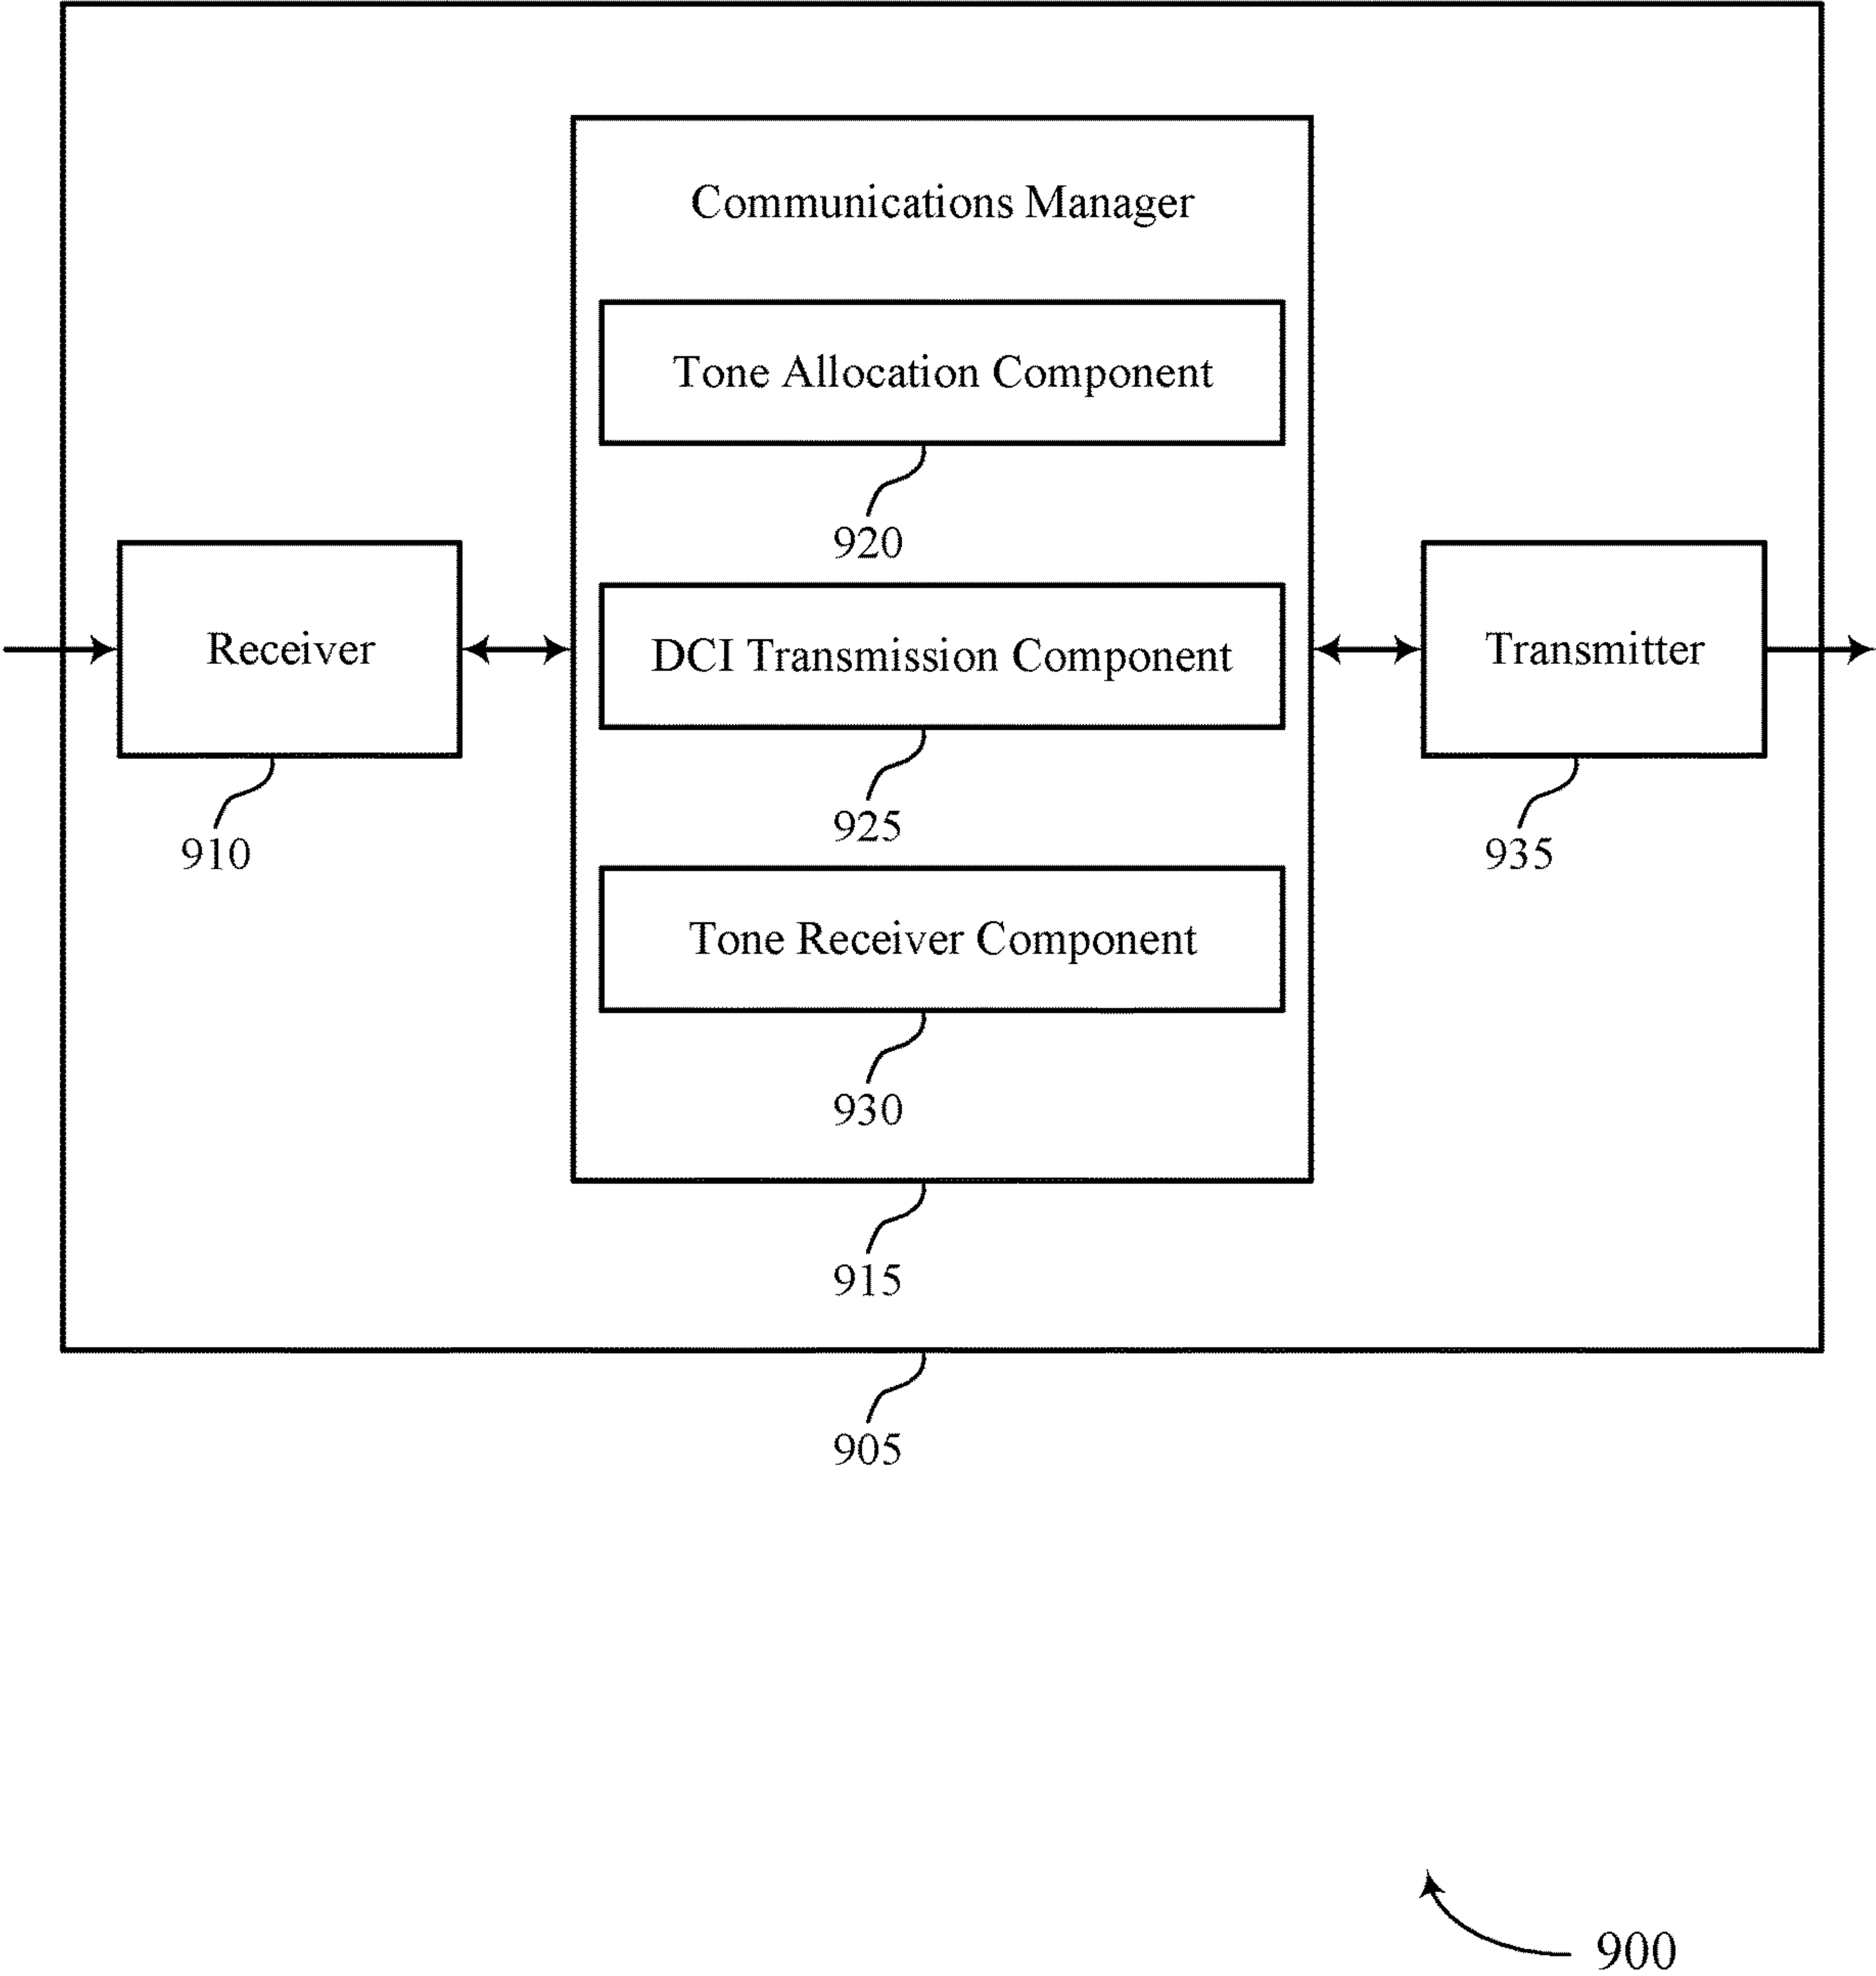 Communications Manager
Tone Allocation Component
920
Receiver
DCI Transmission Component
Transmitter
910
925
935
Tone Receiver Component
930
915
905
900